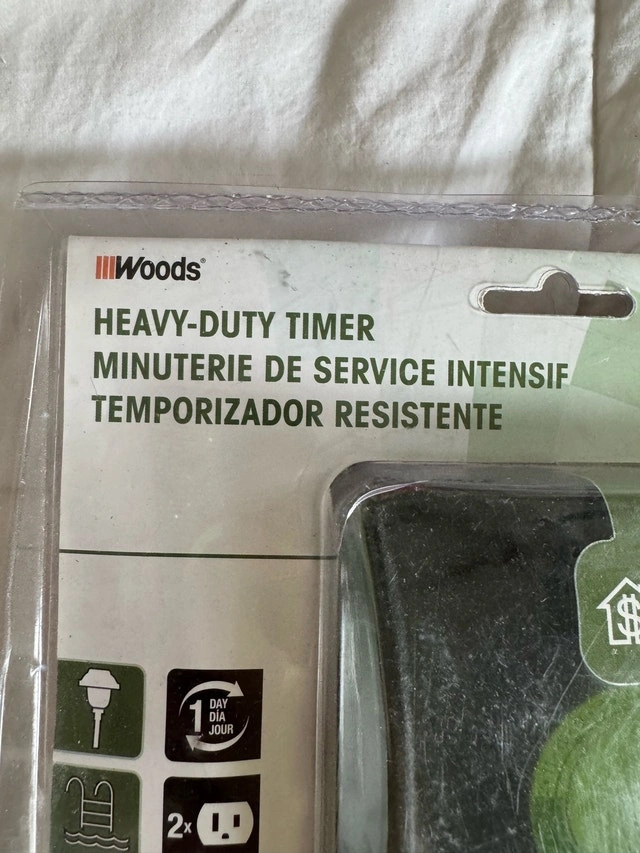 Woods®
HEAVY-DUTY TIMER
MINUTERIE DE SERVICE INTENSIF
TEMPORIZADOR RESISTENTE
$
1 DAY
DÍA
JOUR
2x